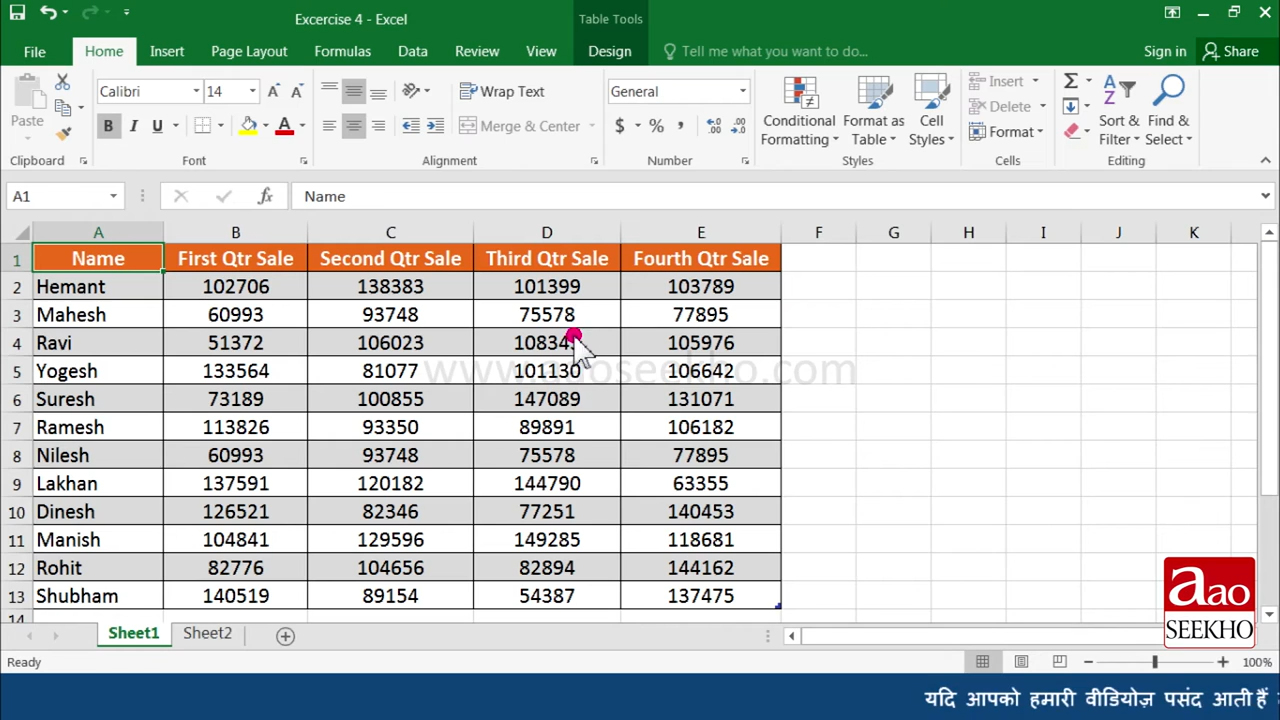 Excercise 4 - Excel
Table Tools
File Home Insert Page Layout Formulas Data Review View Design Tell me what you want to do... Sign in Share
Calibri 14 Wrap Text General Insert
Paste B I U A Merge & Center $ % , Conditional Formatting Format as Table Cell Styles Delete Format Sort & Filter Find & Select
Clipboard Font Alignment Number Styles Cells Editing
A1 fx Name
A B C D E F G H I J K
1 Name First Qtr Sale Second Qtr Sale Third Qtr Sale Fourth Qtr Sale
2 Hemant 102706 138383 101399 103789
3 Mahesh 60993 93748 75578 77895
4 Ravi 51372 106023 105976
5 Yogesh 133564 81077 101130 106642
www.aaoseekho.com
6 Suresh 73189 100855 147089 131071
7 Ramesh 113826 93350 89891 106182
8 Nilesh 60993 93748 75578 77895
9 Lakhan 137591 120182 144790 63355
10 Dinesh 126521 82346 77251 140453
11 Manish 104841 129596 149285 118681
12 Rohit 82776 104656 82894 144162
13 Shubham 140519 89154 54387 137475
14
Sheet1 Sheet2
aao
SEEKHO
Ready 100%
यदि आपको हमारी वीडियोज़ पसंद आती हैं